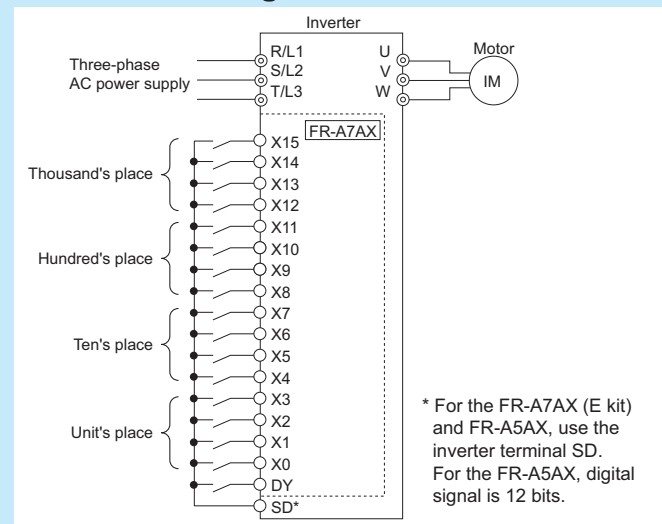 Inverter
Three-phase
AC power supply
R/L1
S/L2
T/L3
U
V
W
Motor
IM
FR-A7AX
Thousand's place
X15
X14
X13
X12
Hundred's place
X11
X10
X9
X8
Ten's place
X7
X6
X5
X4
Unit's place
X3
X2
X1
X0
DY
SD*
* For the FR-A7AX (E kit)
and FR-A5AX, use the
inverter terminal SD.
For the FR-A5AX, digital
signal is 12 bits.